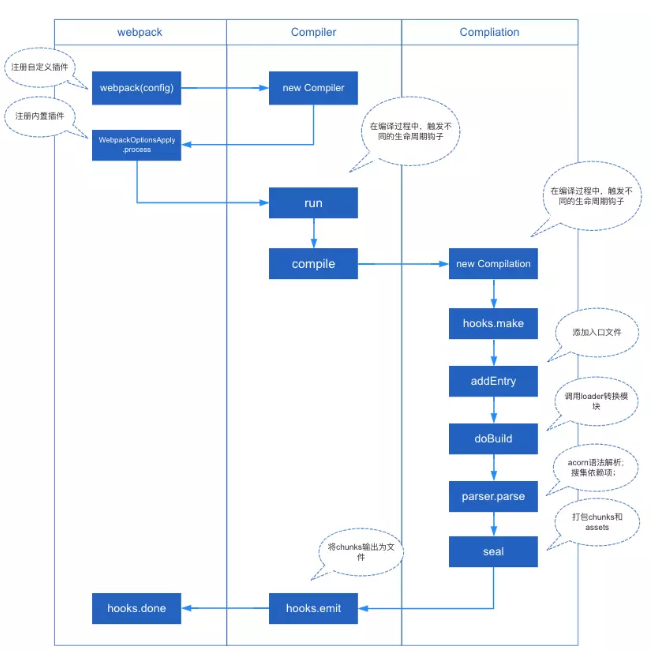 webpack
Compiler
Compliation
注册自定义插件
webpack(config)
new Compiler
注册内置插件
WebpackOptionsApply
.process
在编译过程中，触发不
同的生命周期钩子
run
在编译过程中，触发不
同的生命周期钩子
compile
new Compilation
hooks.make
添加入口文件
addEntry
调用loader转换模
块
doBuild
acorn语法解析；
搜集依赖项；
parser.parse
打包chunks和
assets
seal
将chunks输出为文
件
hooks.done
hooks.emit